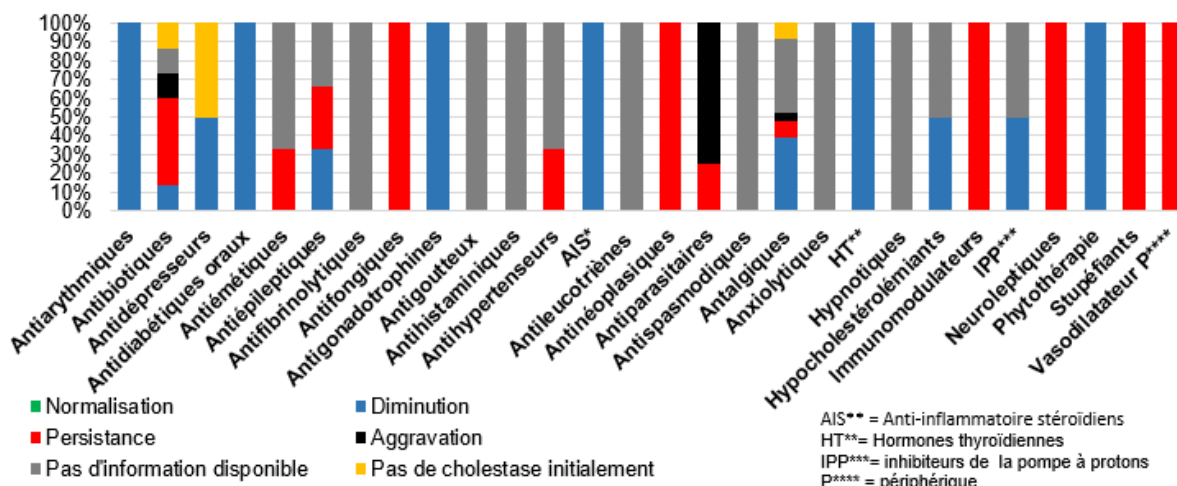 100%
90%
80%
70%
60%
50%
40%
30%
20%
10%
0%
Antiarythmiques
Antibiotiques
Antidépresseurs
Antidiabétiques oraux
Antiémétiques
Antiépileptiques
Antifibrinolytiques
Antifongiques
Antigonadotrophines
Antigoutteux
Antihistaminiques
Antihypertenseurs
AIS*
Antileucotriènes
Antinéoplasiques
Antiparasitaires
Antispasmodiques
Antalgiques
Anxiolytiques
HT**
Hypnotiques
Hypocholestérolémiants
Immunomodulateurs
IPP***
Neuroleptiques
Phytothérapie
Stupéfiants
Vasodilatateur P****
Normalisation
Diminution
Persistance
Aggravation
Pas d'information disponible
Pas de cholestase initialement
AIS** = Anti-inflammatoire stéroïdiens
HT**= Hormones thyroïdiennes
IPP***= inhibiteurs de la pompe à protons
P**** = périphérique